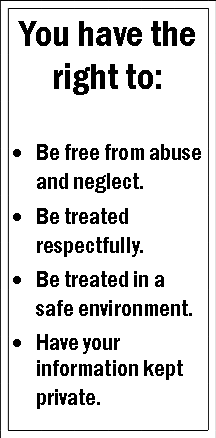 You have the
right to:
• Be free from abuse
and neglect.
• Be treated
respectfully.
• Be treated in a
safe environment.
• Have your
information kept
private.